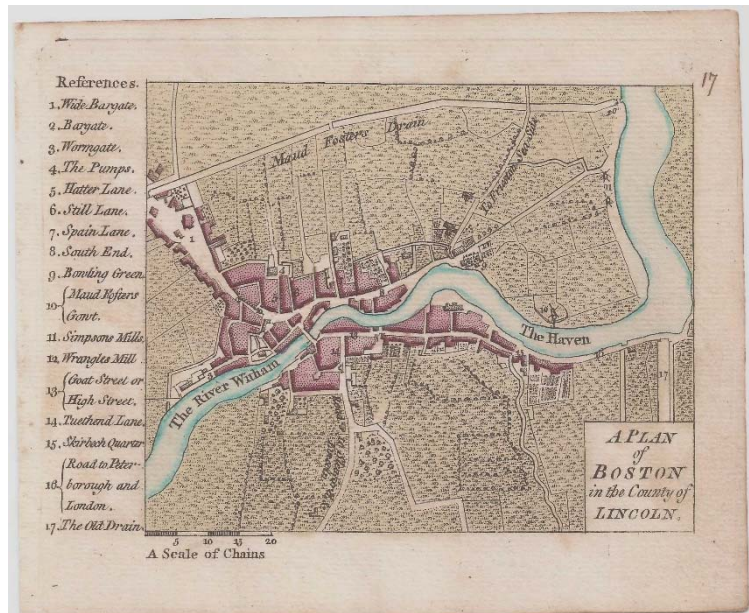 17
References.
1. Wide Bargate.
2. Bargate.
3. Wormgate.
4. The Pumps.
5. Hatter Lane.
6. Still Lane.
7. Spain Lane.
8. South End.
9. Bowling Green
10 { Maud Fosters
Gowt.
11. Simpsons Mills.
12. Wrangles Mill
13 { Goat Street or
High Street.
14. Tuethend Lane.
15. Skirbech Quarter
16 { Road to Peter-
borough and
London.
17. The Old Drain.
Maud Fosters Drain
1
The Haven
The River Witham
17
A PLAN
of
BOSTON
in the County of
LINCOLN.
5 10 15 20
A Scale of Chains